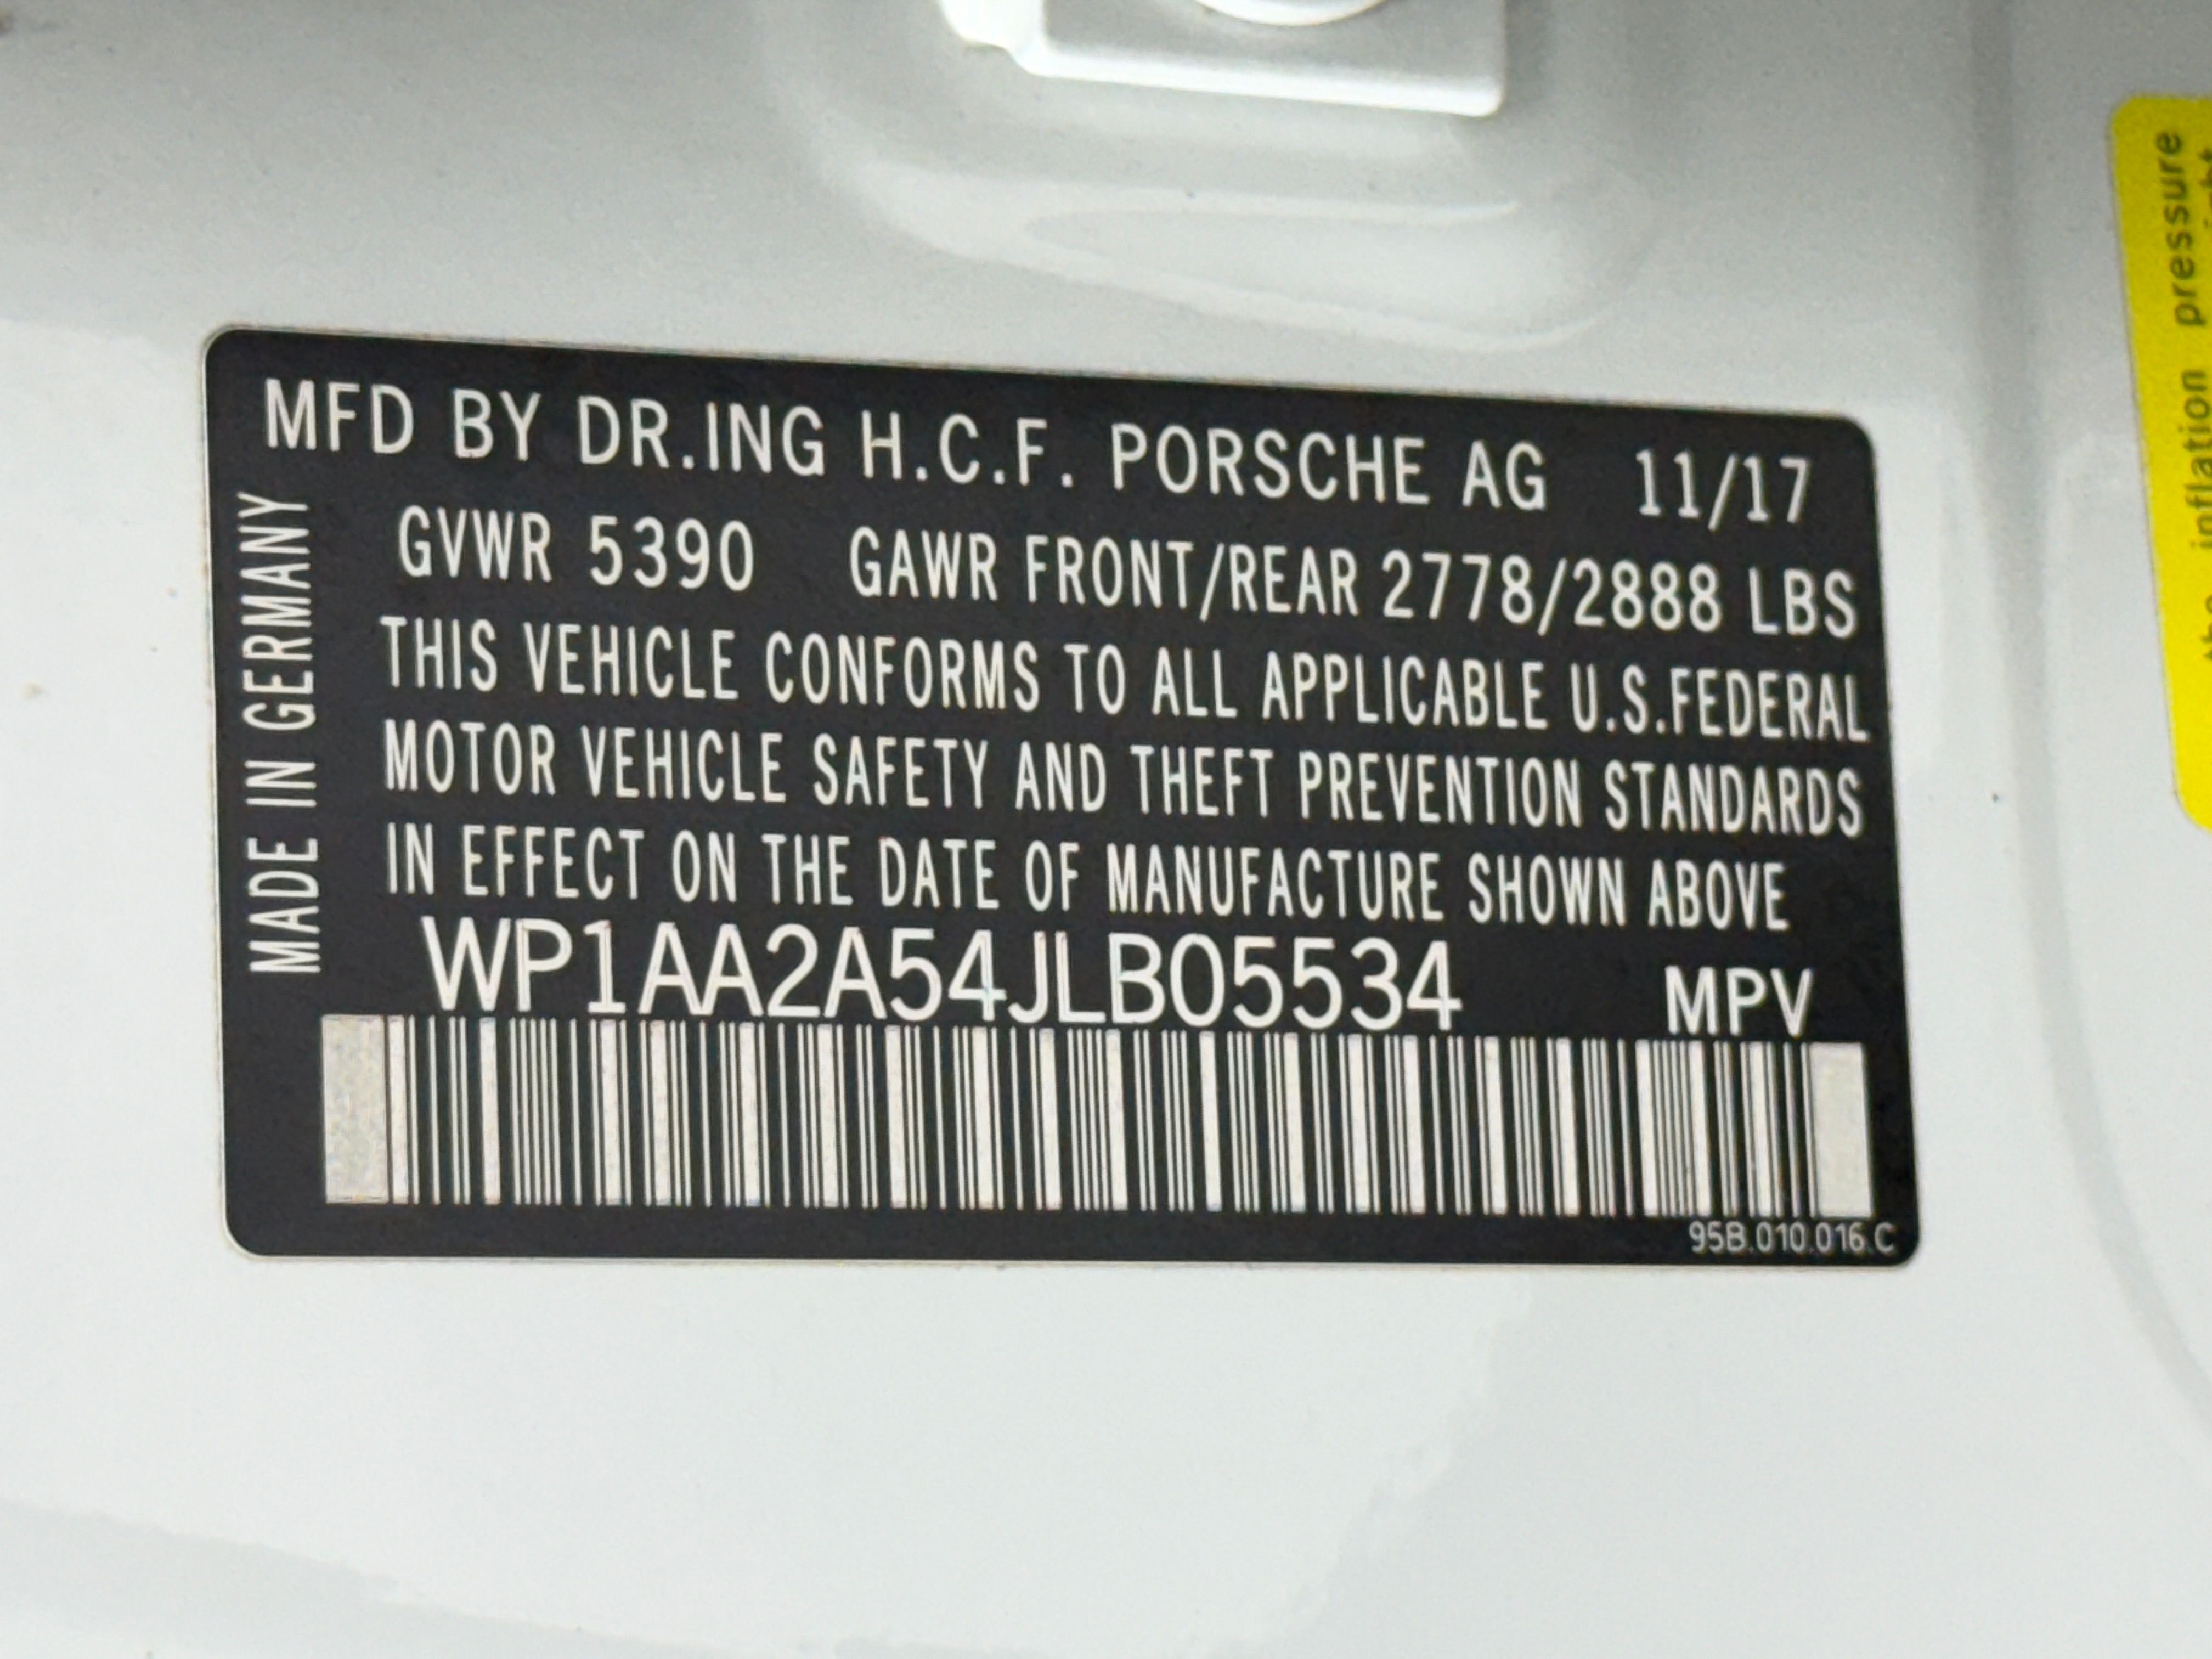 MFD BY DR.ING H.C.F. PORSCHE AG 11/17
GVWR 5390 GAWR FRONT/REAR 2778/2888 LBS
THIS VEHICLE CONFORMS TO ALL APPLICABLE U.S.FEDERAL
MOTOR VEHICLE SAFETY AND THEFT PREVENTION STANDARDS
IN EFFECT ON THE DATE OF MANUFACTURE SHOWN ABOVE
WP1AA2A54JLB05534 MPV
95B.010.016.C
MADE IN GERMANY
inflation pressure